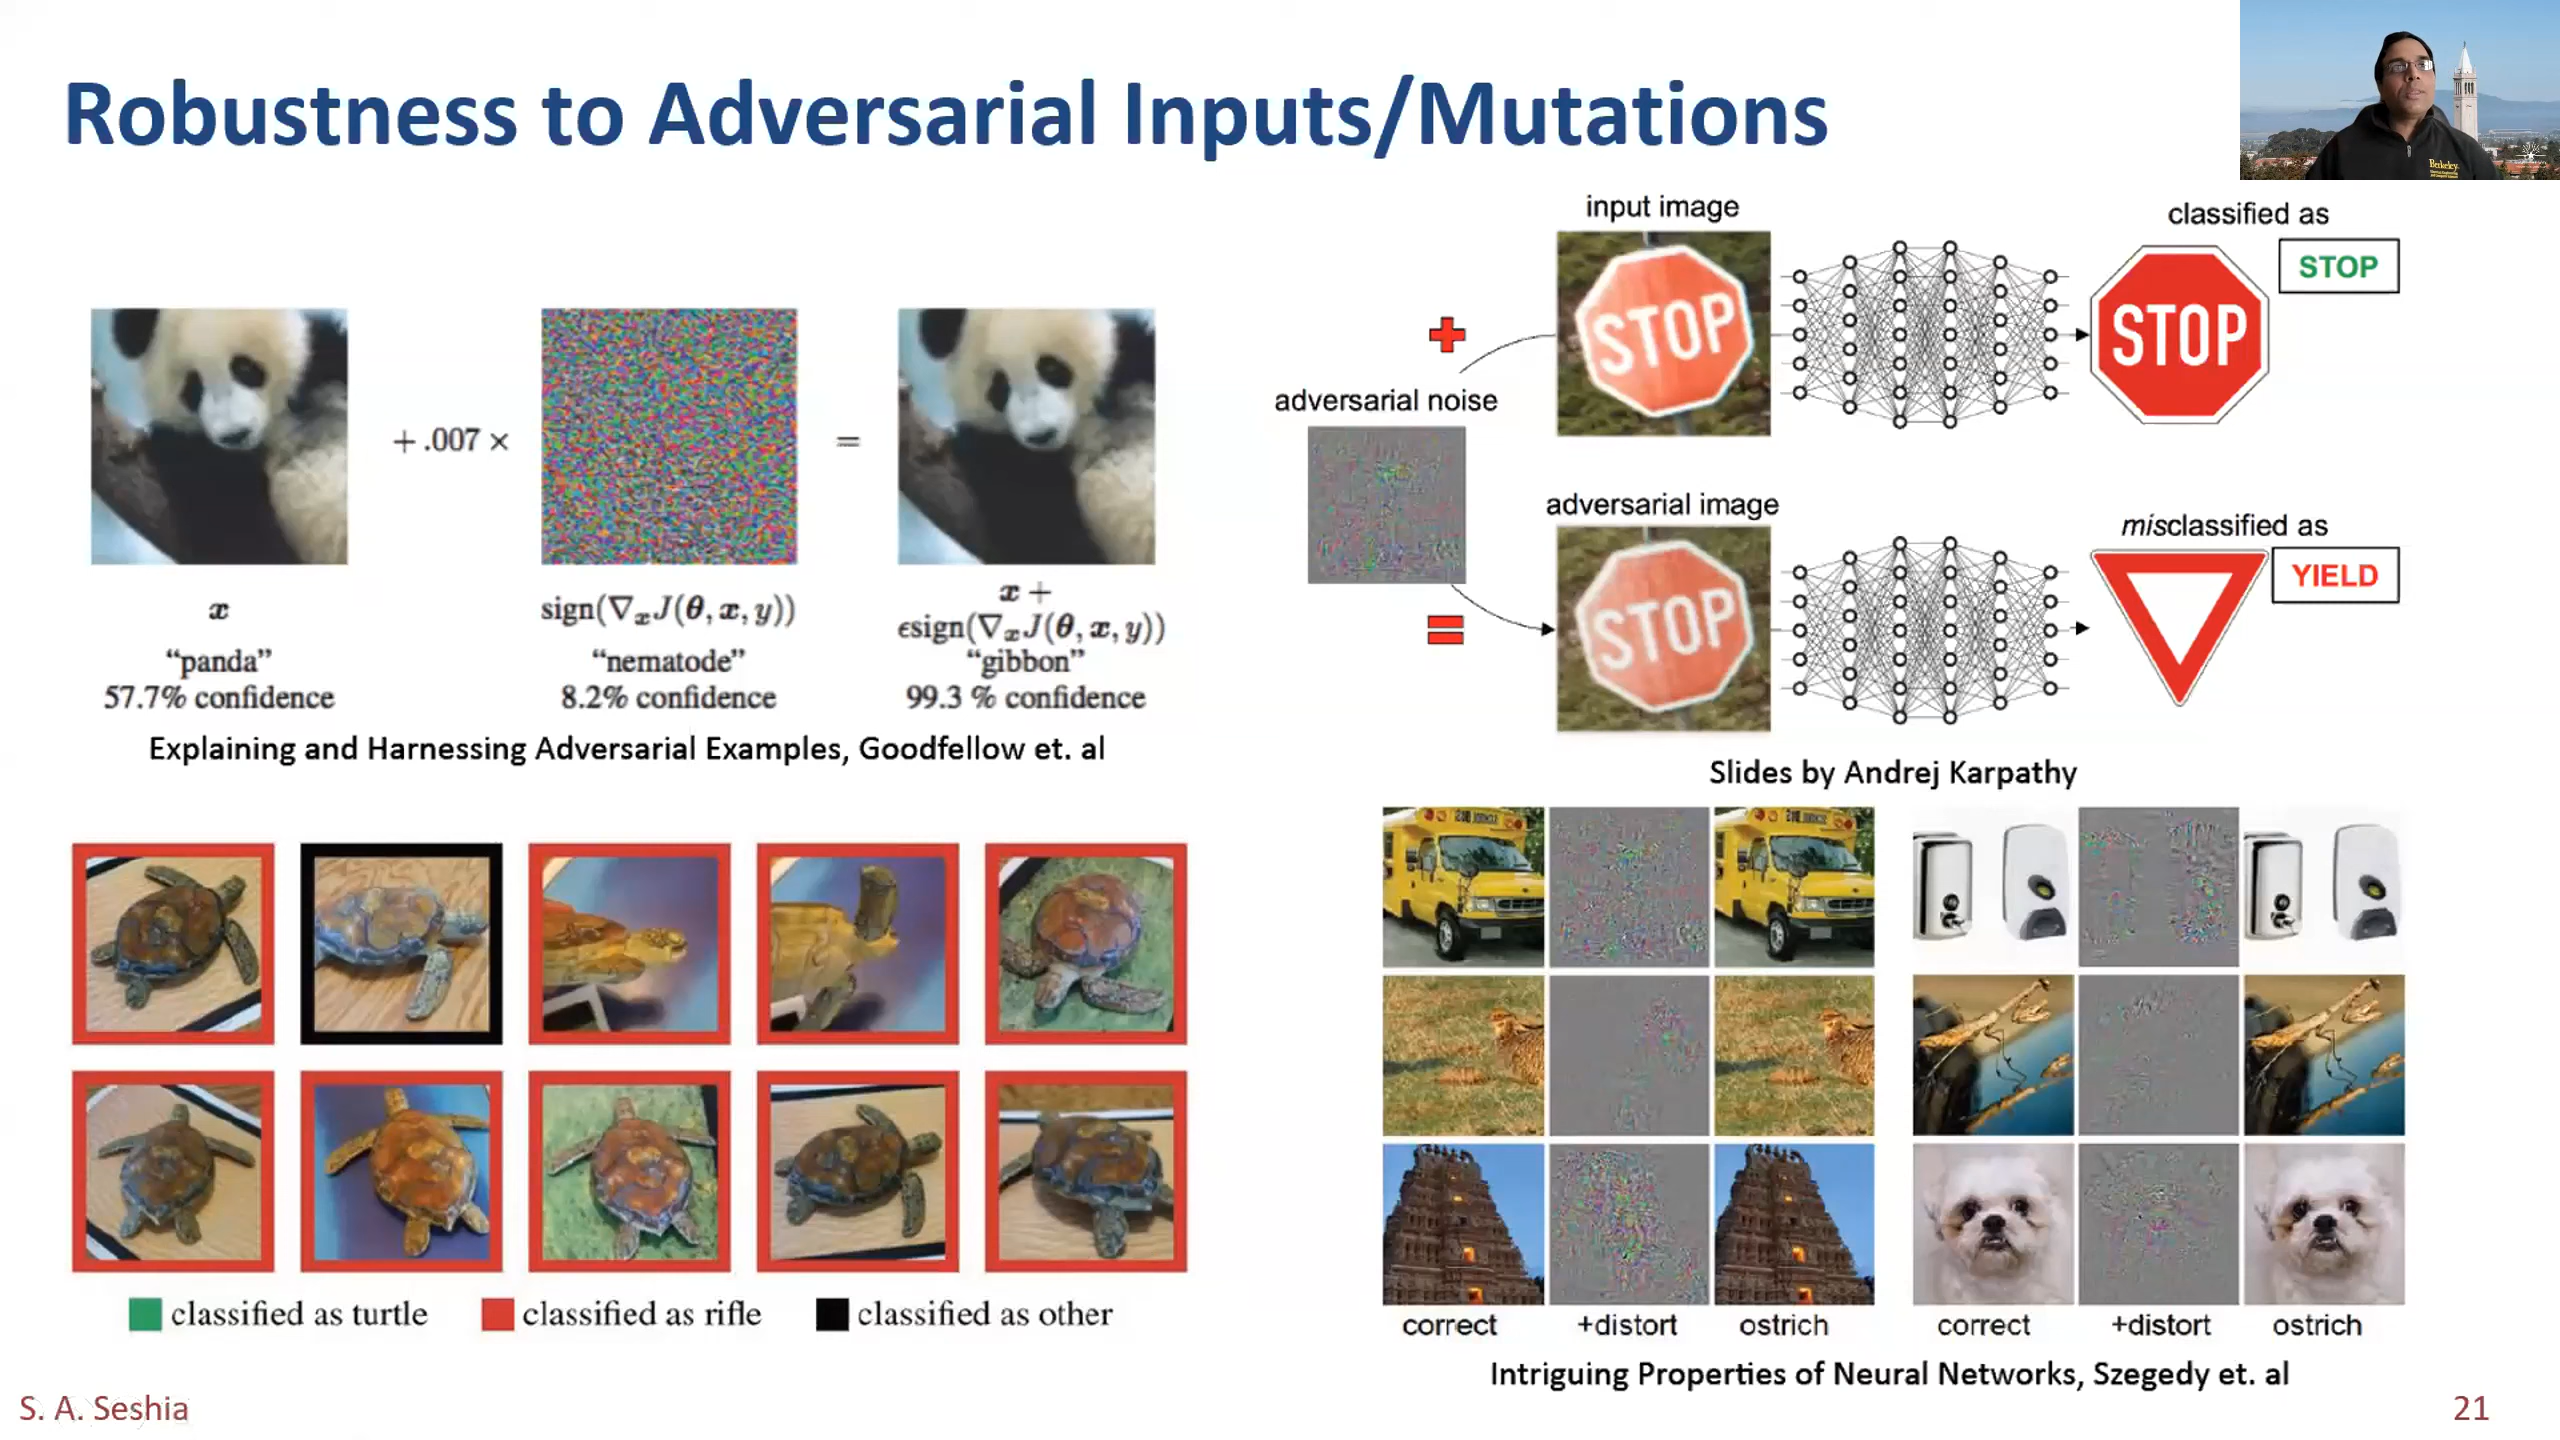 Robustness to Adversarial Inputs/Mutations
Berkeley
+ .007 ×
=
x
sign(∇ₓJ(θ, x, y))
x +
ϵsign(∇ₓJ(θ, x, y))
“panda”
“nematode”
“gibbon”
57.7% confidence
8.2% confidence
99.3 % confidence
Explaining and Harnessing Adversarial Examples, Goodfellow et. al
input image
classified as
STOP
STOP
STOP
adversarial noise
adversarial image
misclassified as
STOP
YIELD
Slides by Andrej Karpathy
classified as turtle
classified as rifle
classified as other
correct
+distort
ostrich
correct
+distort
ostrich
Intriguing Properties of Neural Networks, Szegedy et. al
S. A. Seshia
21